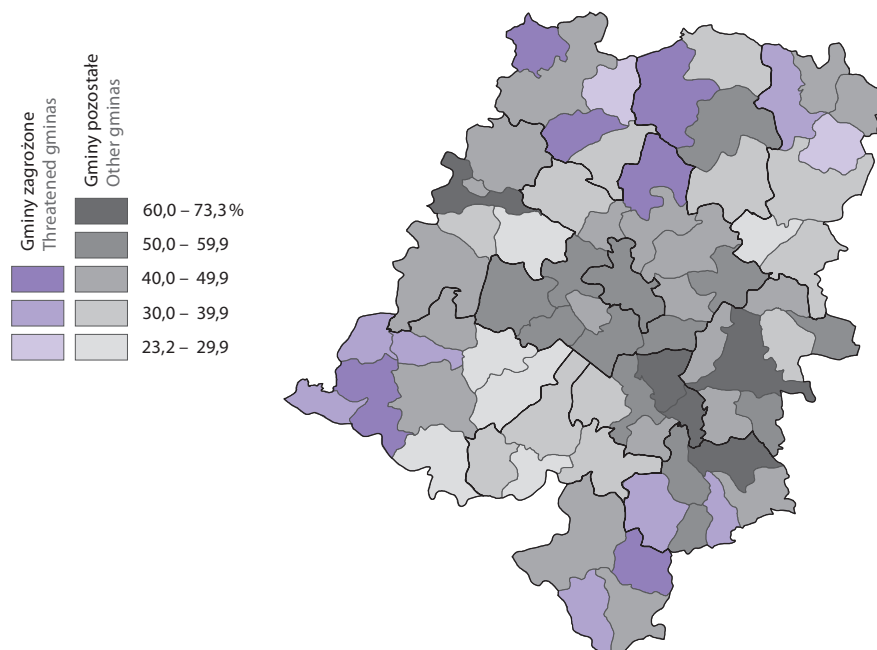 Gminy zagrożone
Threatened gminas
Gminy pozostałe
Other gminas
60,0 – 73,3 %
50,0 – 59,9
40,0 – 49,9
30,0 – 39,9
23,2 – 29,9